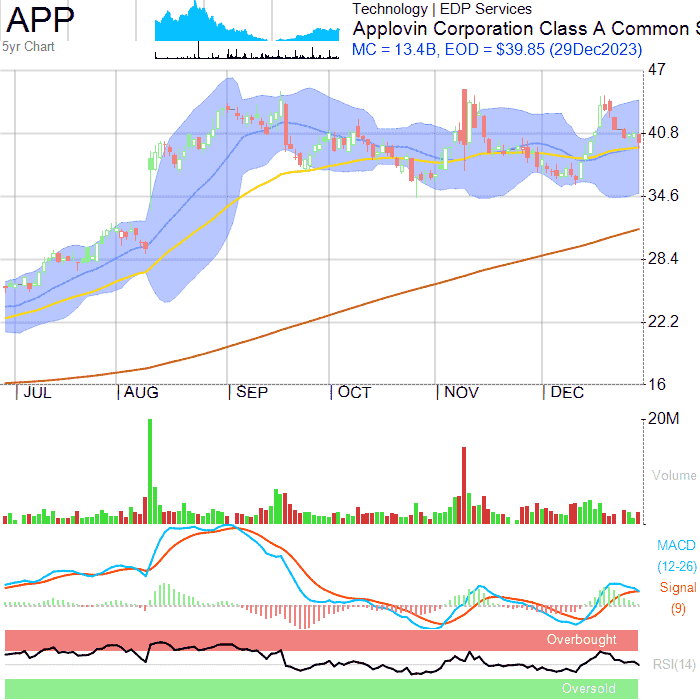 APP
5yr Chart
Technology | EDP Services
Applovin Corporation Class A Common S
MC = 13.4B, EOD = $39.85 (29Dec2023)
47
40.8
34.6
28.4
22.2
16
JUL AUG SEP OCT NOV DEC
20M
Volume
MACD
(12-26)
Signal
(9)
Overbought
RSI(14)
Oversold